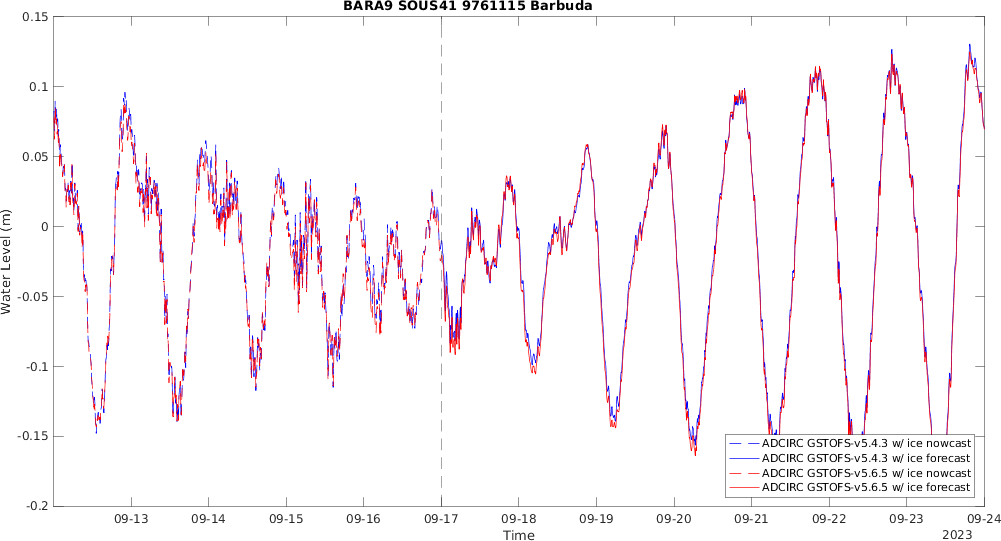 BARA9 SOUS41 9761115 Barbuda
0.15
0.1
0.05
0
-0.05
-0.1
-0.15
-0.2
Water Level (m)
ADCIRC GSTOFS-v5.4.3 w/ ice nowcast
ADCIRC GSTOFS-v5.4.3 w/ ice forecast
ADCIRC GSTOFS-v5.6.5 w/ ice nowcast
ADCIRC GSTOFS-v5.6.5 w/ ice forecast
09-13 09-14 09-15 09-16 09-17 09-18 09-19 09-20 09-21 09-22 09-23 09-24
Time
2023